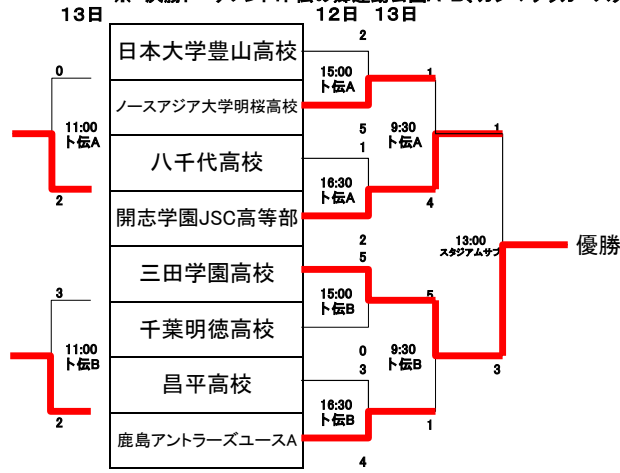 13日
12日 13日
日本大学豊山高校
ノースアジア大学明桜高校
八千代高校
開志学園JSC高等部
三田学園高校
千葉明徳高校
昌平高校
鹿島アントラーズユースA
0
11:00
ト伝A
2
3
11:00
ト伝B
2
2
15:00
ト伝A
5
1
16:30
ト伝A
2
5
15:00
ト伝B
0
3
16:30
ト伝B
4
1
9:30
ト伝A
4
5
9:30
ト伝B
1
1
13:00
スタジアムサブ
3
優勝